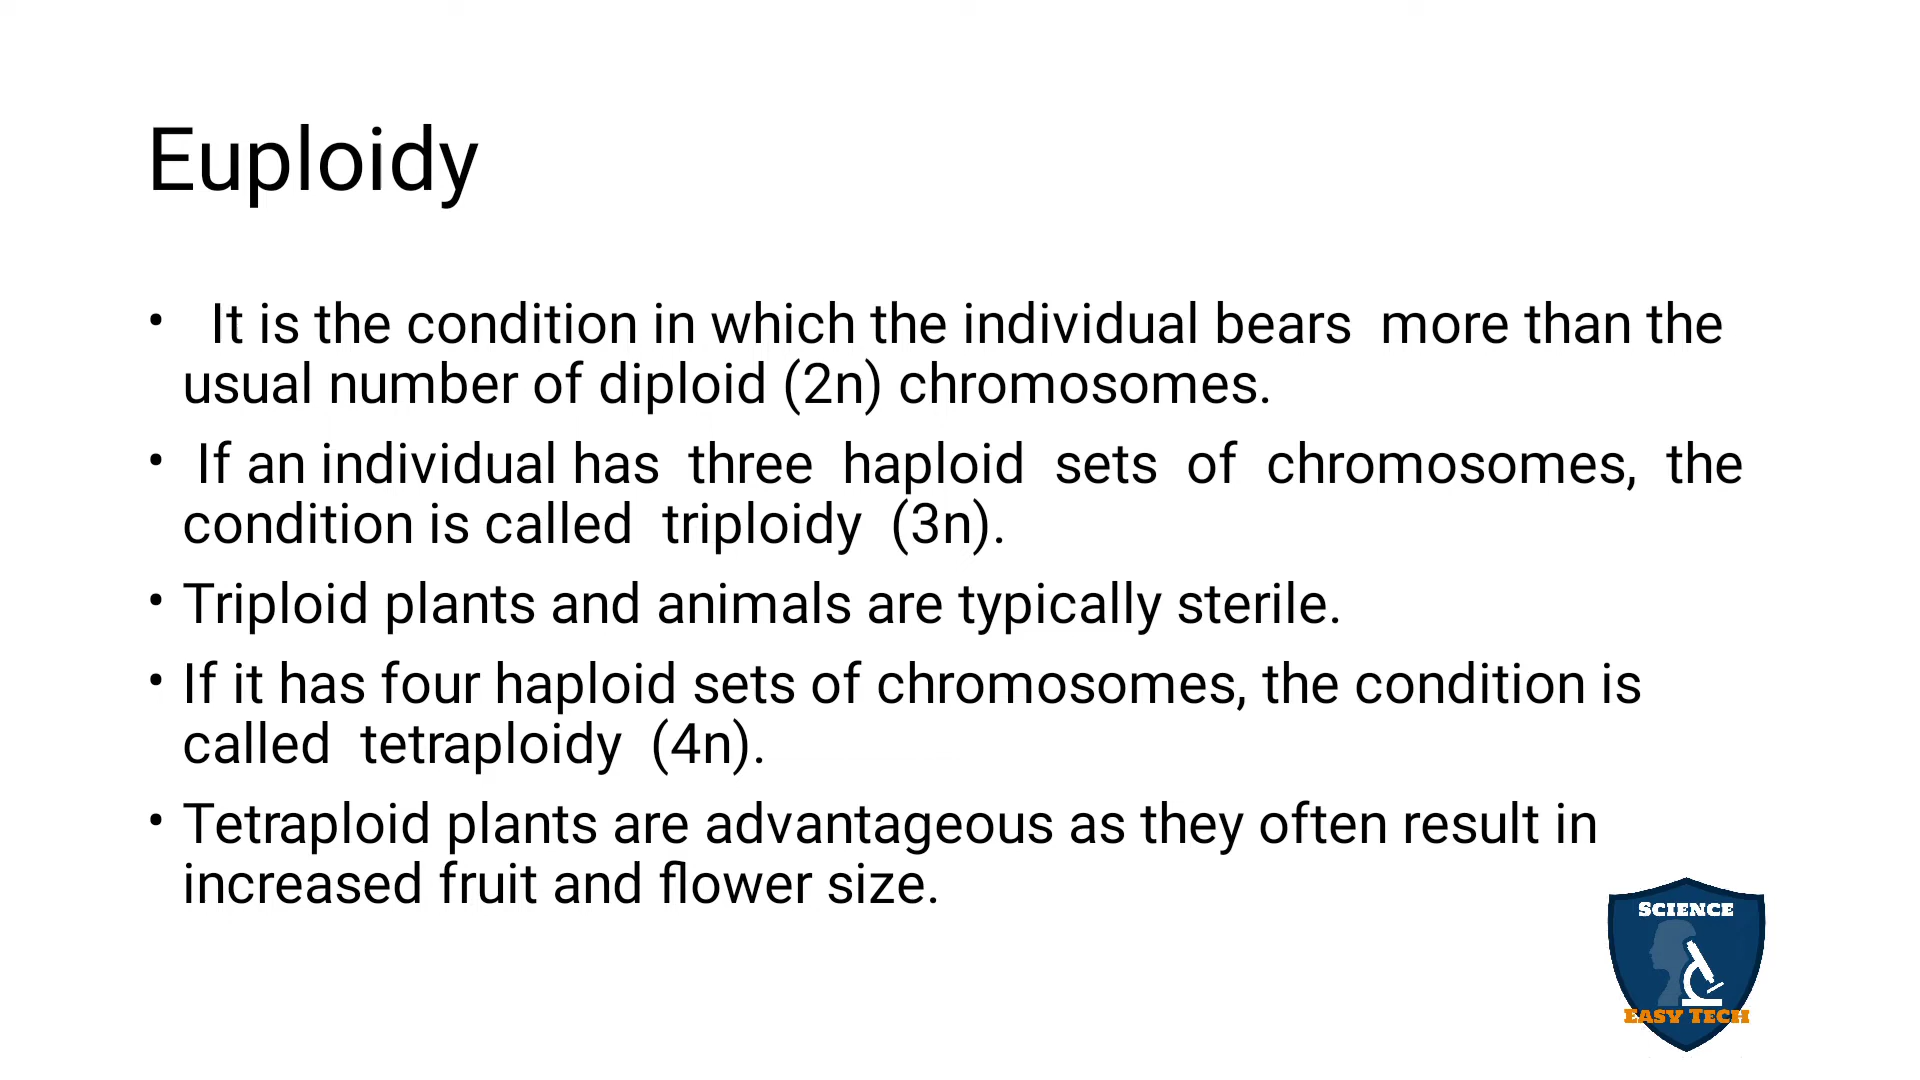 Euploidy
• It is the condition in which the individual bears more than the
usual number of diploid (2n) chromosomes.
• If an individual has three haploid sets of chromosomes, the
condition is called triploidy (3n).
• Triploid plants and animals are typically sterile.
• If it has four haploid sets of chromosomes, the condition is
called tetraploidy (4n).
• Tetraploid plants are advantageous as they often result in
increased fruit and flower size.
SCIENCE
EASY TECH